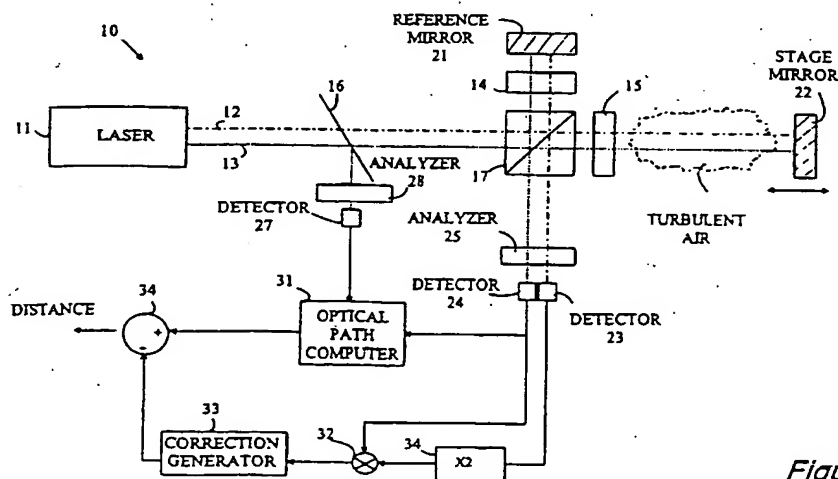 REFERENCE
MIRROR
21
10
14
16
15
STAGE
MIRROR
22
11
LASER
12
13
17
ANALYZER
28
TURBULENT
AIR
DETECTOR
27
ANALYZER
25
DETECTOR
24
DETECTOR
23
31
OPTICAL
PATH
COMPUTER
34
DISTANCE
+
-
33
CORRECTION
GENERATOR
32
34
X2
Figu